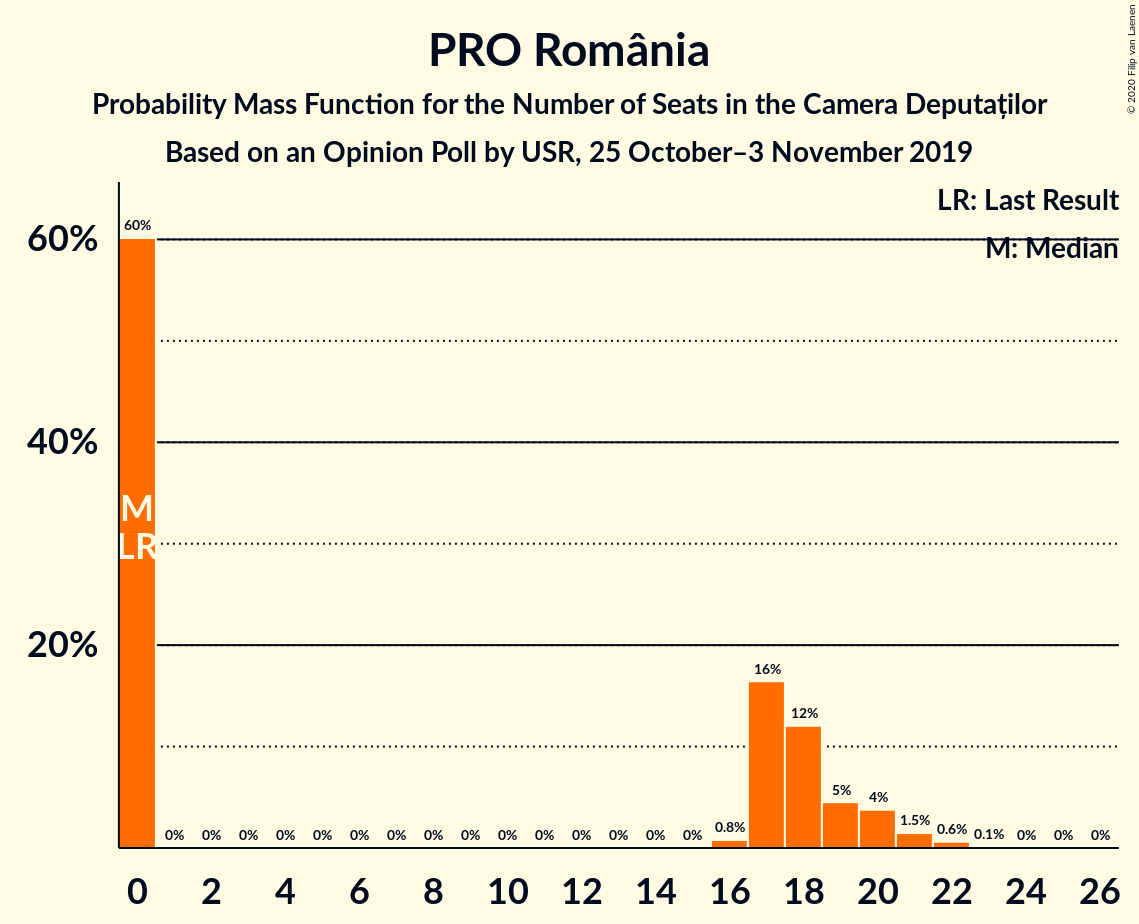 PRO România
Probability Mass Function for the Number of Seats in the Camera Deputaților
Based on an Opinion Poll by USR, 25 October–3 November 2019
© 2020 Filip van Laenen
LR: Last Result
M: Median
60%
40%
20%
60%
M
LR
0% 0% 0% 0% 0% 0% 0% 0% 0% 0% 0% 0% 0% 0% 0% 0.8% 16% 12% 5% 4% 1.5% 0.6% 0.1% 0% 0% 0%
0 2 4 6 8 10 12 14 16 18 20 22 24 26